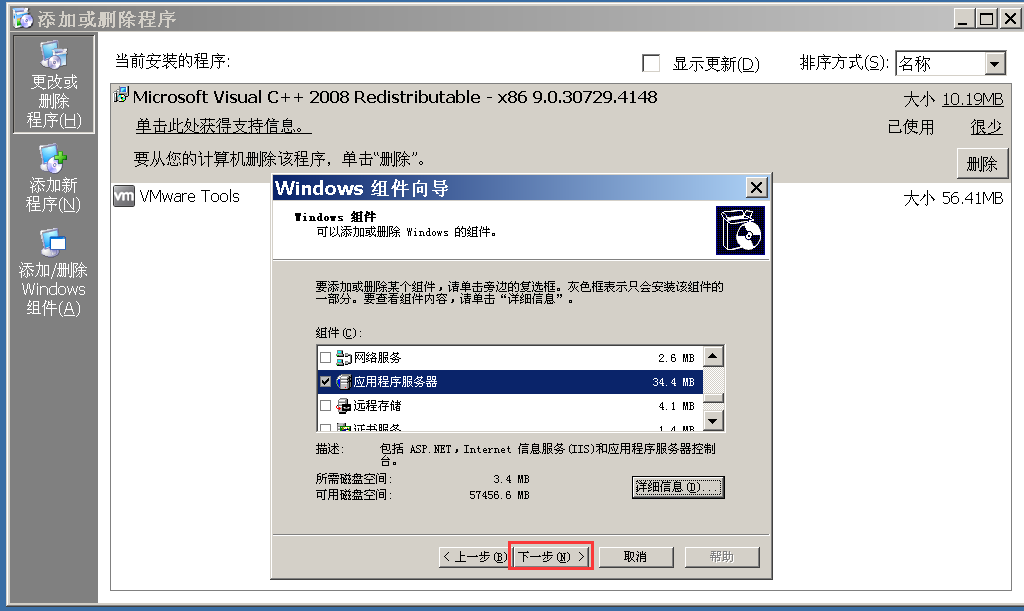 添加或删除程序
更改或
删除
程序(H)
添加新
程序(N)
添加/删除
Windows
组件(A)
当前安装的程序:
显示更新(D)
排序方式(S):
名称
Microsoft Visual C++ 2008 Redistributable - x86 9.0.30729.4148
大小 10.19MB
单击此处获得支持信息。
已使用 很少
要从您的计算机删除该程序，单击“删除”。
删除
vm VMware Tools
大小 56.41MB
Windows 组件向导
Windows 组件
可以添加或删除 Windows 的组件。
要添加或删除某个组件，请单击旁边的复选框。灰色框表示只会安装该组件的
一部分。要查看组件内容，请单击“详细信息”。
组件(C):
网络服务 2.6 MB
应用程序服务器 34.4 MB
远程存储 4.1 MB
证书服务 1.4 MB
描述: 包括 ASP.NET，Internet 信息服务(IIS)和应用程序服务器控制
台。
所需磁盘空间: 3.4 MB
可用磁盘空间: 57456.6 MB
详细信息(D)...
< 上一步(B)
下一步(N) >
取消
帮助